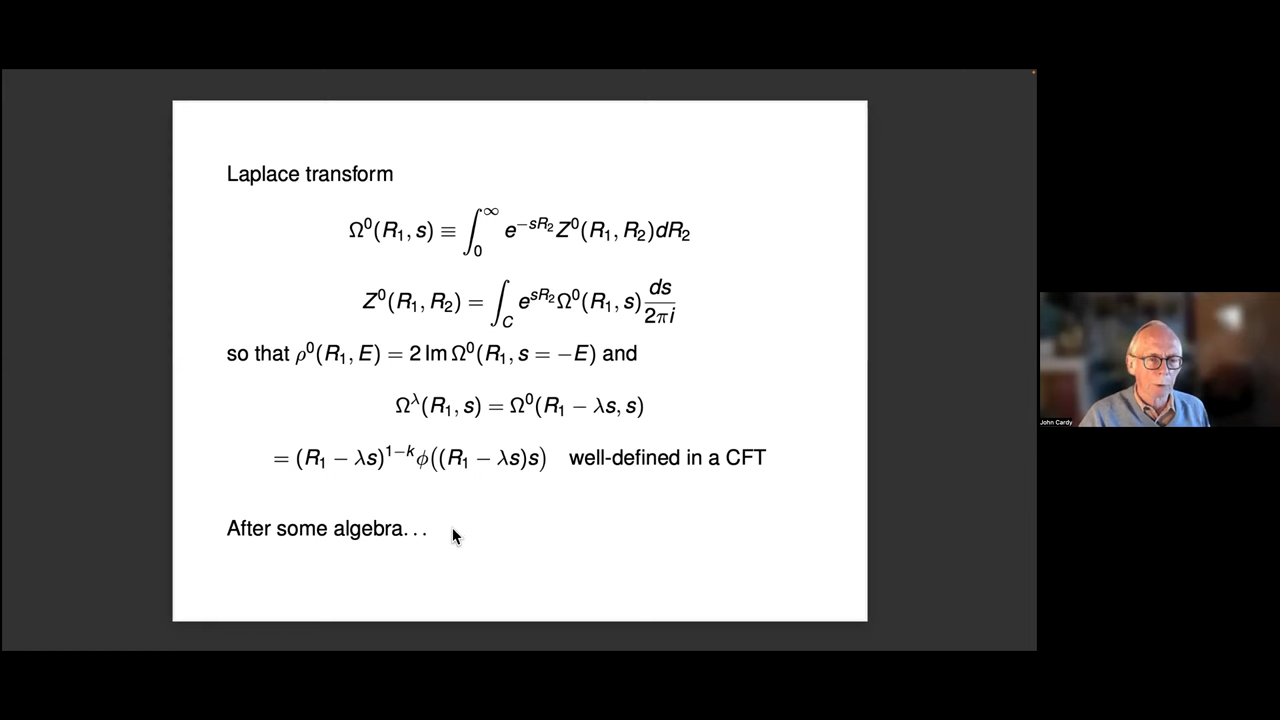 Laplace transform
Ω⁰(R₁, s) ≡ ∫₀^∞ e^{−sR₂} Z⁰(R₁, R₂)dR₂
Z⁰(R₁, R₂) = ∫_C e^{sR₂} Ω⁰(R₁, s) ds/2πi
so that ρ⁰(R₁, E) = 2 Im Ω⁰(R₁, s = −E) and
Ω^λ(R₁, s) = Ω⁰(R₁ − λs, s)
= (R₁ − λs)^{1−k} φ((R₁ − λs)s) well-defined in a CFT
After some algebra...
John Cardy